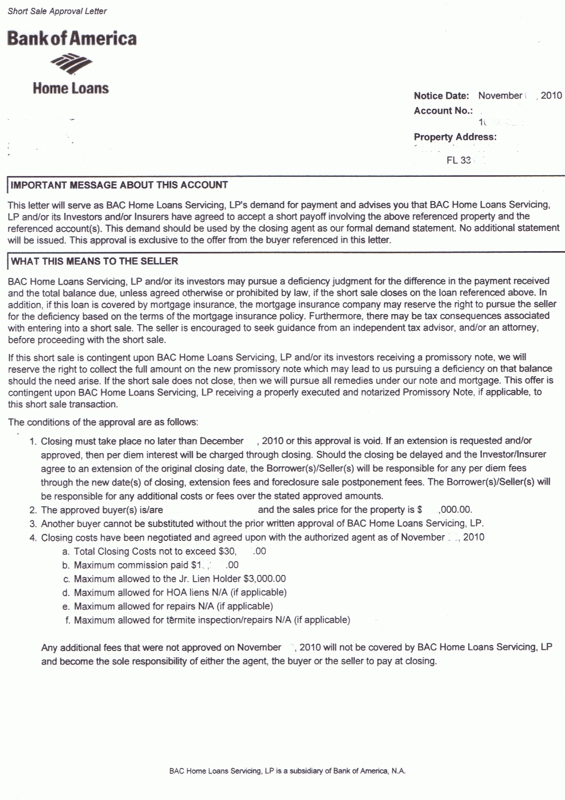 Short Sale Approval Letter
Bank of America
Home Loans
Notice Date: November , 2010
Account No.:
1
Property Address:
FL 33
IMPORTANT MESSAGE ABOUT THIS ACCOUNT
This letter will serve as BAC Home Loans Servicing, LP's demand for payment and advises you that BAC Home Loans Servicing,
LP and/or its Investors and/or Insurers have agreed to accept a short payoff involving the above referenced property and the
referenced account(s). This demand should be used by the closing agent as our formal demand statement. No additional statement
will be issued. This approval is exclusive to the offer from the buyer referenced in this letter.
WHAT THIS MEANS TO THE SELLER
BAC Home Loans Servicing, LP and/or its investors may pursue a deficiency judgment for the difference in the payment received
and the total balance due, unless agreed otherwise or prohibited by law, if the short sale closes on the loan referenced above. In
addition, if this loan is covered by mortgage insurance, the mortgage insurance company may reserve the right to pursue the seller
for the deficiency based on the terms of the mortgage insurance policy. Furthermore, there may be tax consequences associated
with entering into a short sale. The seller is encouraged to seek guidance from an independent tax advisor, and/or an attorney,
before proceeding with the short sale.
If this short sale is contingent upon BAC Home Loans Servicing, LP and/or its investors receiving a promissory note, we will
reserve the right to collect the full amount on the new promissory note which may lead to us pursuing a deficiency on that balance
should the need arise. If the short sale does not close, then we will pursue all remedies under our note and mortgage. This offer is
contingent upon BAC Home Loans Servicing, LP receiving a properly executed and notarized Promissory Note, if applicable, to
this short sale transaction.
The conditions of the approval are as follows:
1. Closing must take place no later than December , 2010 or this approval is void. If an extension is requested and/or
approved, then per diem interest will be charged through closing. Should the closing be delayed and the Investor/Insurer
agree to an extension of the original closing date, the Borrower(s)/Seller(s) will be responsible for any per diem fees
through the new date(s) of closing, extension fees and foreclosure sale postponement fees. The Borrower(s)/Seller(s) will
be responsible for any additional costs or fees over the stated approved amounts.
2. The approved buyer(s) is/are and the sales price for the property is $ ,000.00.
3. Another buyer cannot be substituted without the prior written approval of BAC Home Loans Servicing, LP.
4. Closing costs have been negotiated and agreed upon with the authorized agent as of November , 2010
a. Total Closing Costs not to exceed $30, .00
b. Maximum commission paid $1 .00
c. Maximum allowed to the Jr. Lien Holder $3,000.00
d. Maximum allowed for HOA liens N/A (if applicable)
e. Maximum allowed for repairs N/A (if applicable)
f. Maximum allowed for termite inspection/repairs N/A (if applicable)
Any additional fees that were not approved on November , 2010 will not be covered by BAC Home Loans Servicing, LP
and become the sole responsibility of either the agent, the buyer or the seller to pay at closing.
BAC Home Loans Servicing, LP is a subsidiary of Bank of America, N.A.